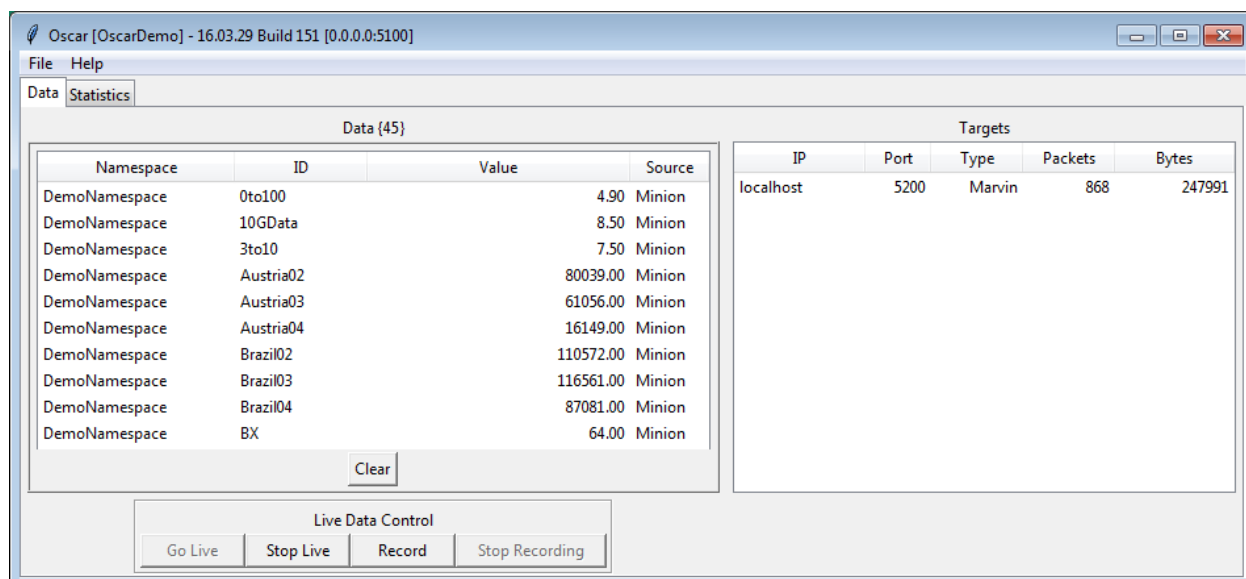 Oscar [OscarDemo] - 16.03.29 Build 151 [0.0.0.0:5100]
File Help
Data Statistics
Data {45}
Namespace ID Value Source
DemoNamespace 0to100 4.90 Minion
DemoNamespace 10GData 8.50 Minion
DemoNamespace 3to10 7.50 Minion
DemoNamespace Austria02 80039.00 Minion
DemoNamespace Austria03 61056.00 Minion
DemoNamespace Austria04 16149.00 Minion
DemoNamespace Brazil02 110572.00 Minion
DemoNamespace Brazil03 116561.00 Minion
DemoNamespace Brazil04 87081.00 Minion
DemoNamespace BX 64.00 Minion
Clear
Targets
IP Port Type Packets Bytes
localhost 5200 Marvin 868 247991
Live Data Control
Go Live Stop Live Record Stop Recording